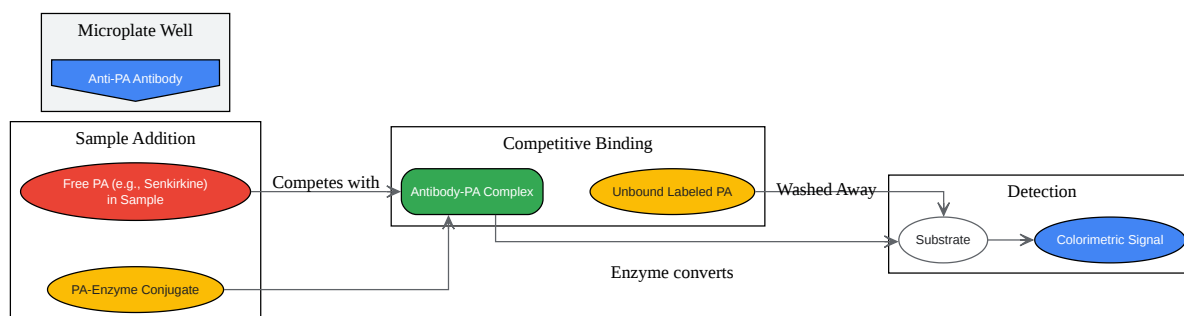 Microplate Well
Anti-PA Antibody
Sample Addition
Free PA (e.g., Senkirkine)
in Sample
PA-Enzyme Conjugate
Competes with
Competitive Binding
Antibody-PA Complex
Unbound Labeled PA
Washed Away
Enzyme converts
Detection
Substrate
Colorimetric Signal